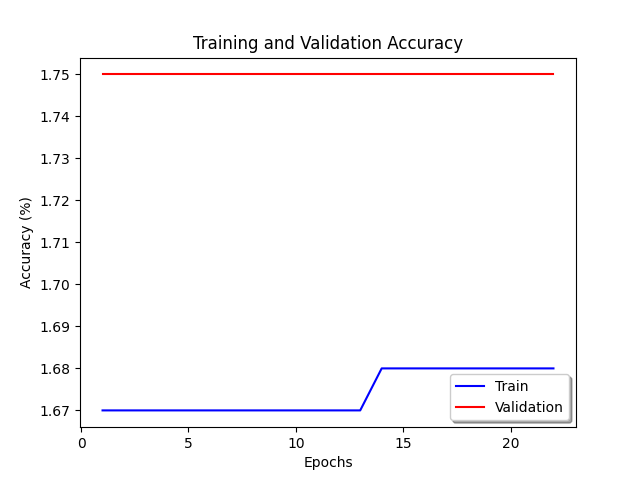 Training and Validation Accuracy
Accuracy (%)
1.75
1.74
1.73
1.72
1.71
1.70
1.69
1.68
1.67
0 5 10 15 20
Epochs
Train
Validation